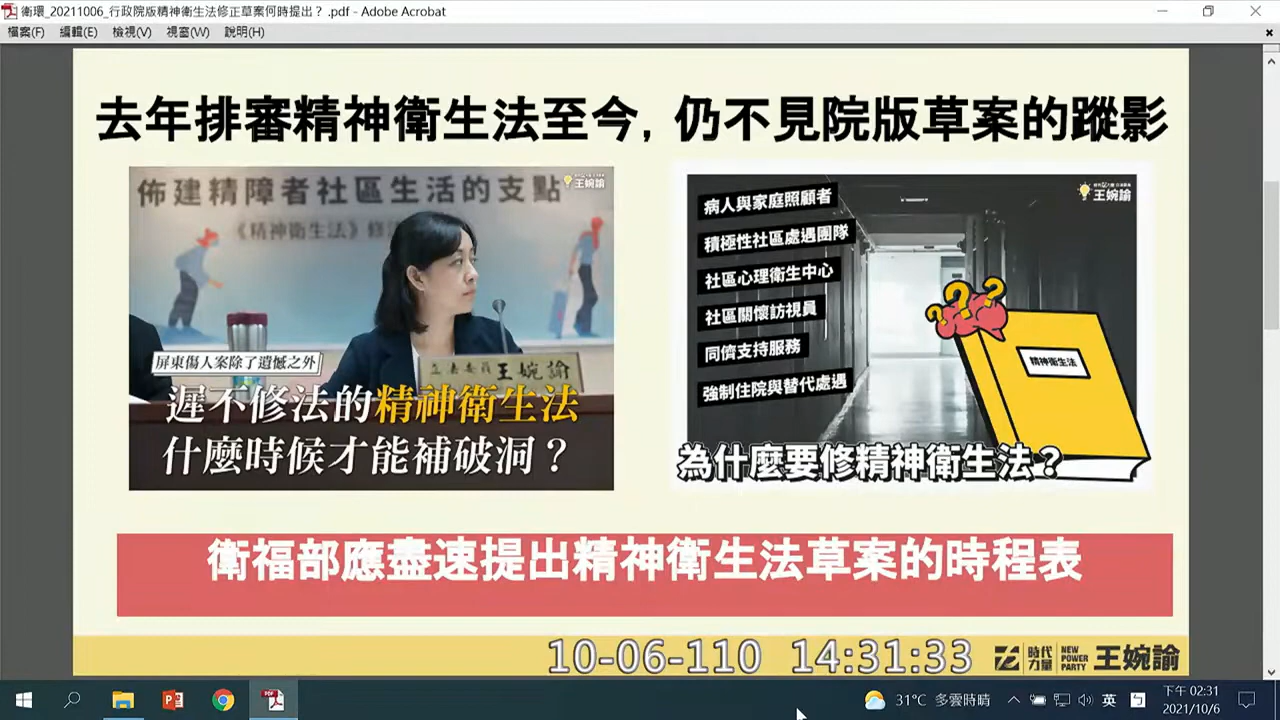 衛環_20211006_行政院版精神衛生法修正草案何時提出？ .pdf - Adobe Acrobat
檔案(F) 編輯(E) 檢視(V) 視窗(W) 說明(H)
去年排審精神衛生法至今，仍不見院版草案的蹤影
王婉諭
佈建精障者社區生活的支點
《精神衛生法》修
立法委員 王婉諭
屏東傷人案除了遺憾之外
遲不修法的精神衛生法
什麼時候才能補破洞？
王婉諭
病人與家庭照顧者
積極性社區處遇團隊
社區心理衛生中心
社區關懷訪視員
同儕支持服務
強制住院與替代處遇
精神衛生法
為什麼要修精神衛生法？
衛福部應盡速提出精神衛生法草案的時程表
10-06-110 14:31:33
時代力量 NEW POWER PARTY 王婉諭
31°C 多雲時晴
英
下午 02:31
2021/10/6